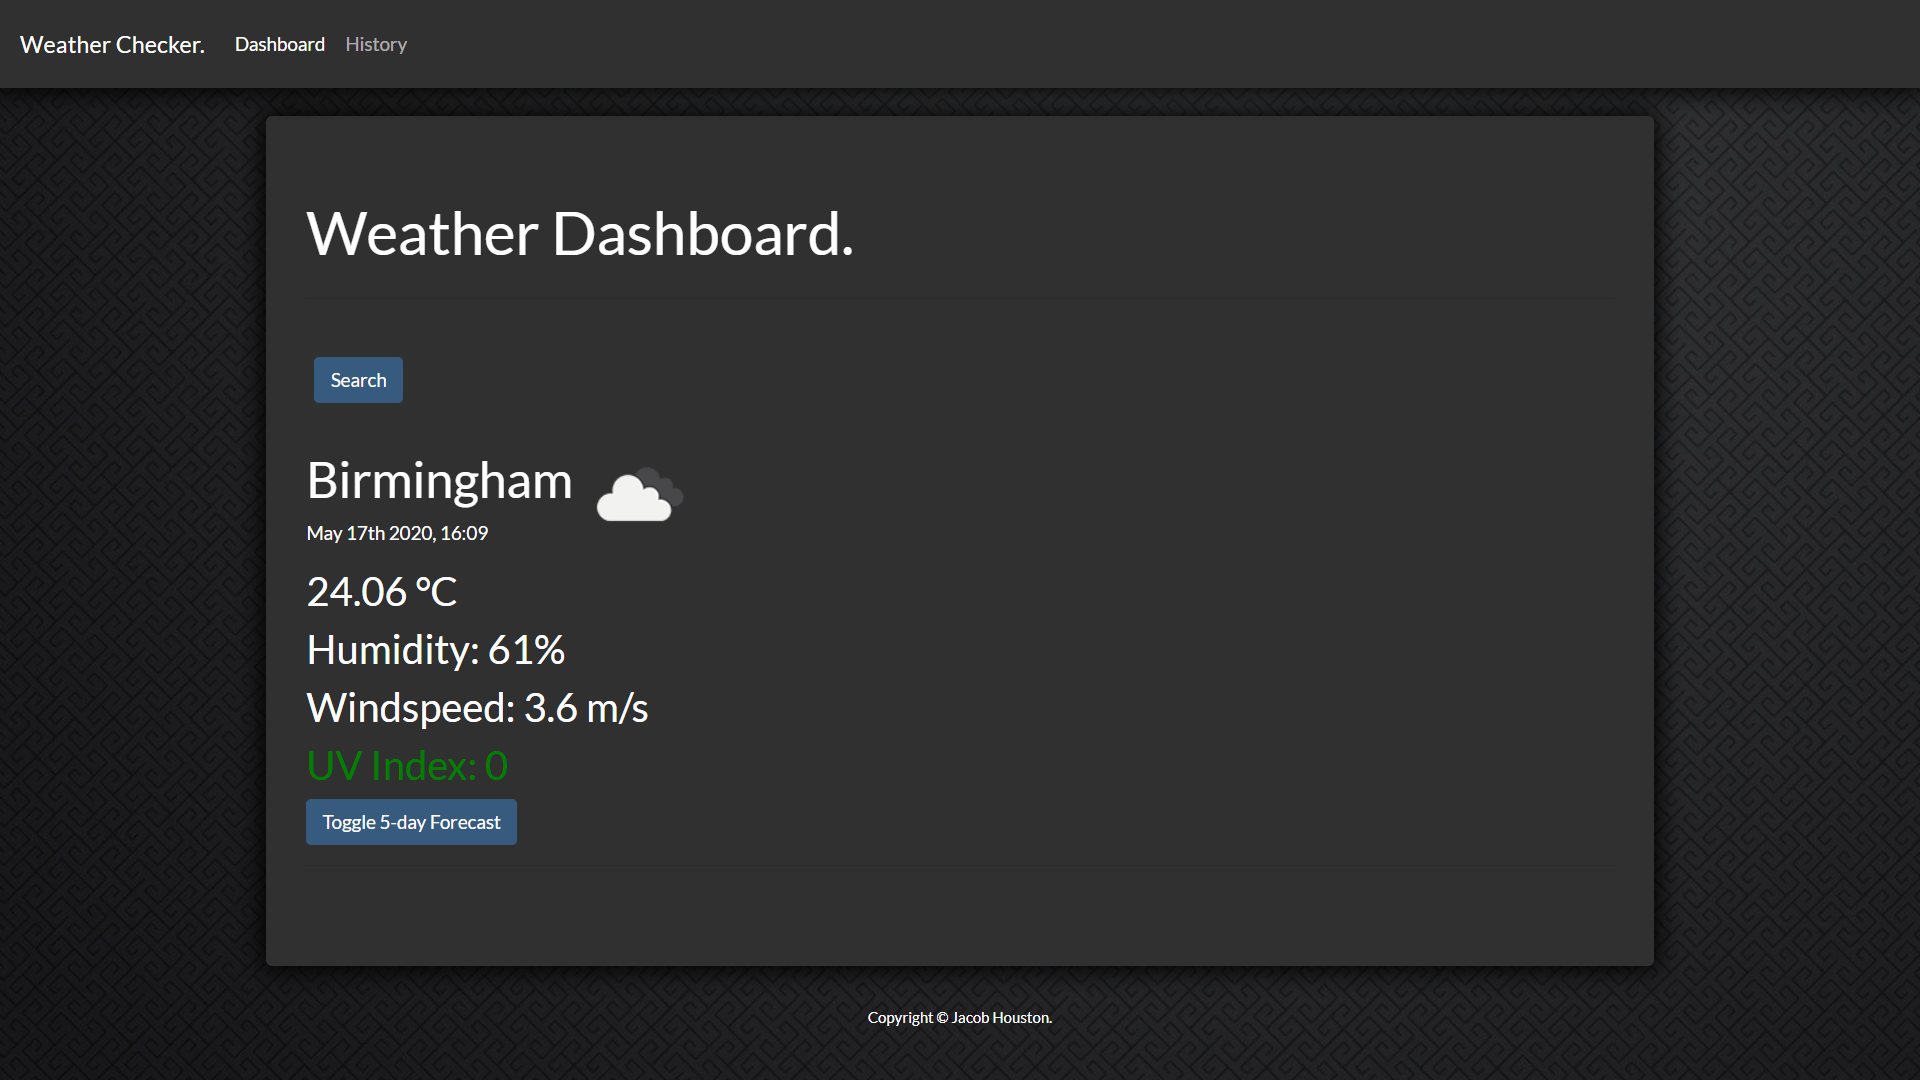 Weather Checker. Dashboard History
Weather Dashboard.
Search
Birmingham
May 17th 2020, 16:09
24.06 °C
Humidity: 61%
Windspeed: 3.6 m/s
UV Index: 0
Toggle 5-day Forecast
Copyright © Jacob Houston.